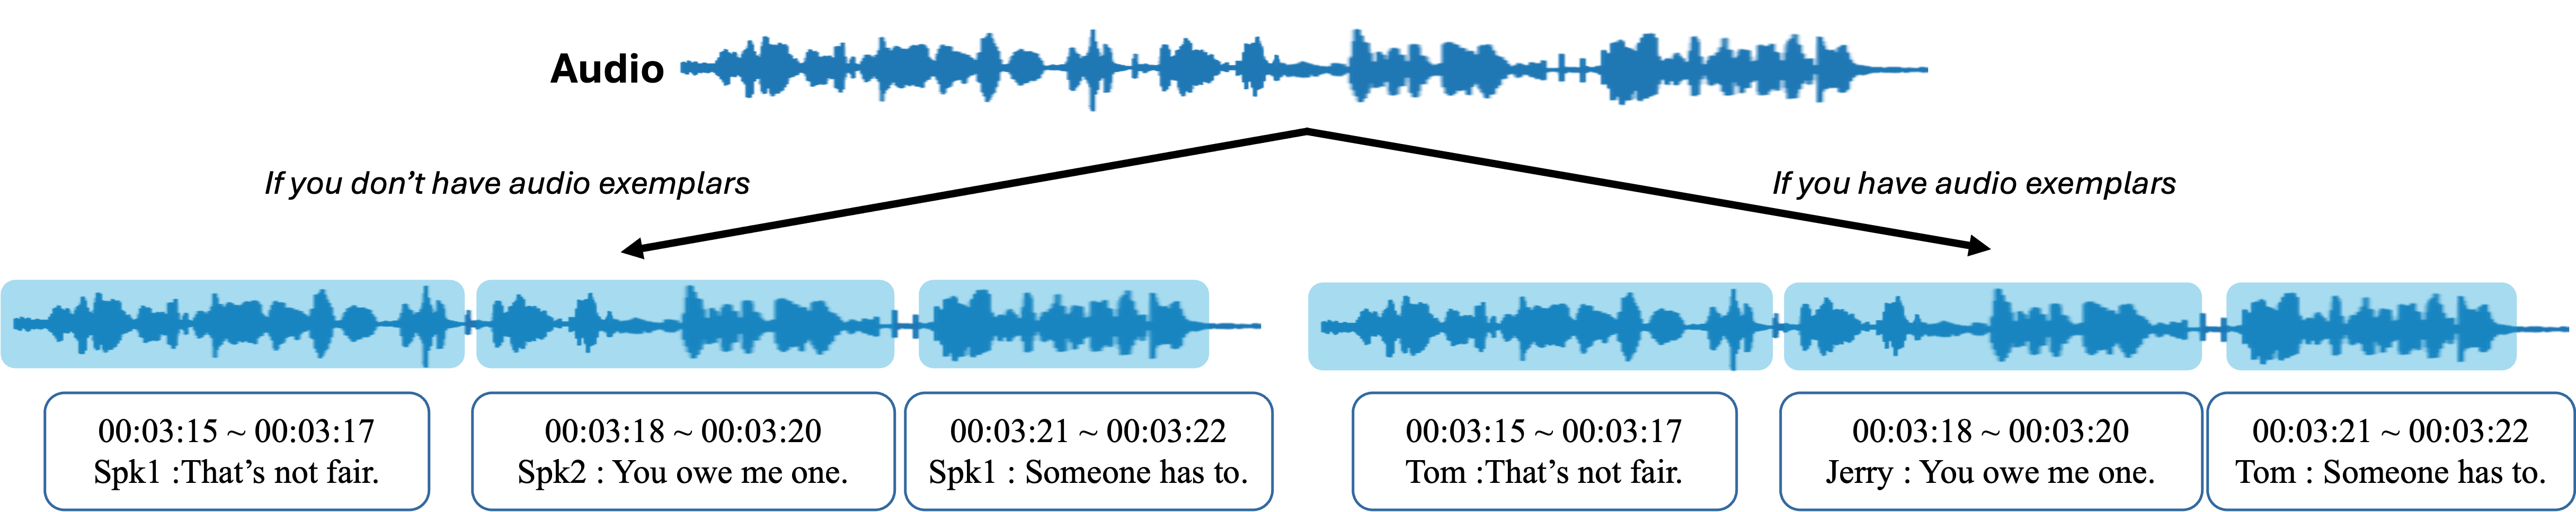 Audio
If you don't have audio exemplars
If you have audio exemplars
00:03:15 ~ 00:03:17
Spk1 :That's not fair.
00:03:18 ~ 00:03:20
Spk2 : You owe me one.
00:03:21 ~ 00:03:22
Spk1 : Someone has to.
00:03:15 ~ 00:03:17
Tom :That's not fair.
00:03:18 ~ 00:03:20
Jerry : You owe me one.
00:03:21 ~ 00:03:22
Tom : Someone has to.